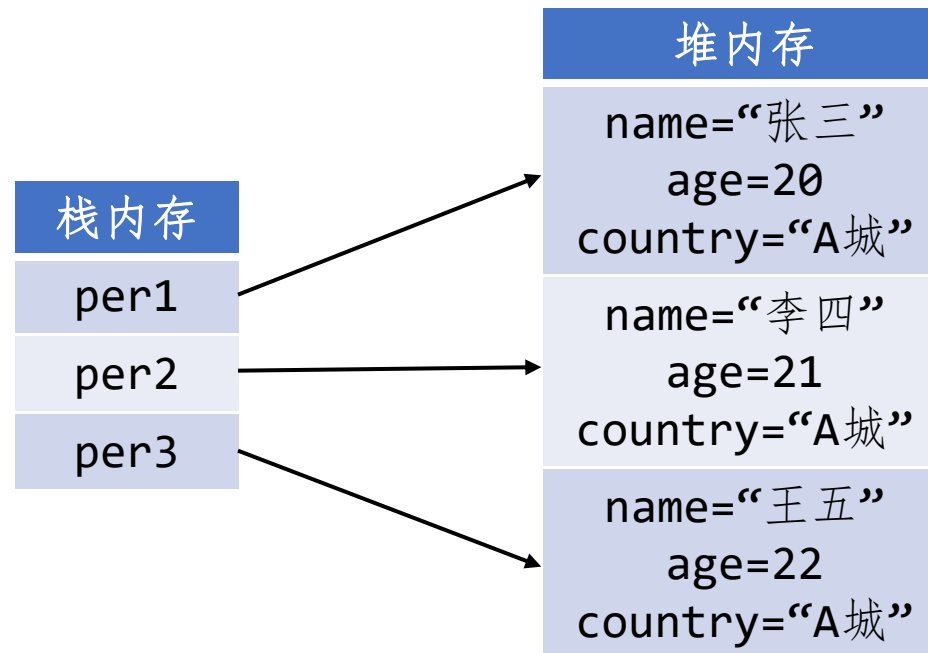 栈内存
per1
per2
per3
堆内存
name=“张三”
age=20
country=“A城”
name=“李四”
age=21
country=“A城”
name=“王五”
age=22
country=“A城”